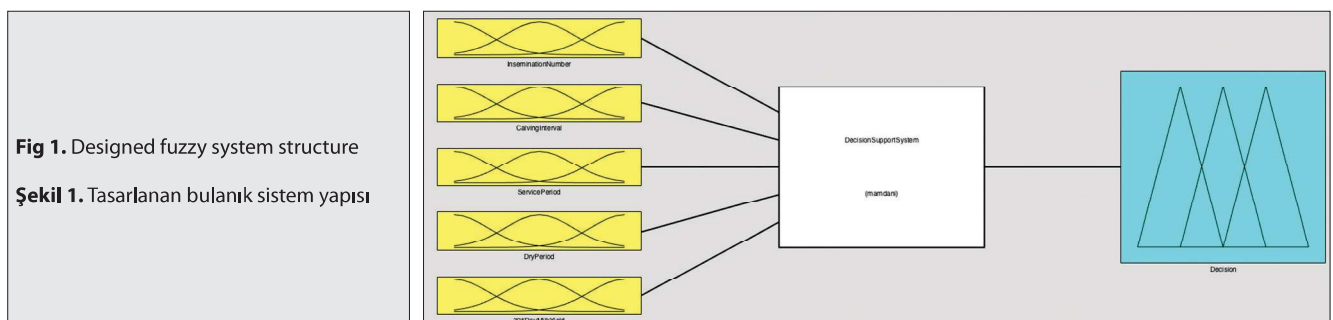 Fig 1. Designed fuzzy system structure
Şekil 1. Tasarlanan bulanık sistem yapısı
InseminationNumber
CalvingInterval
ServicePeriod
DryPeriod
DecisionSupportSystem
(mamdani)
Decision